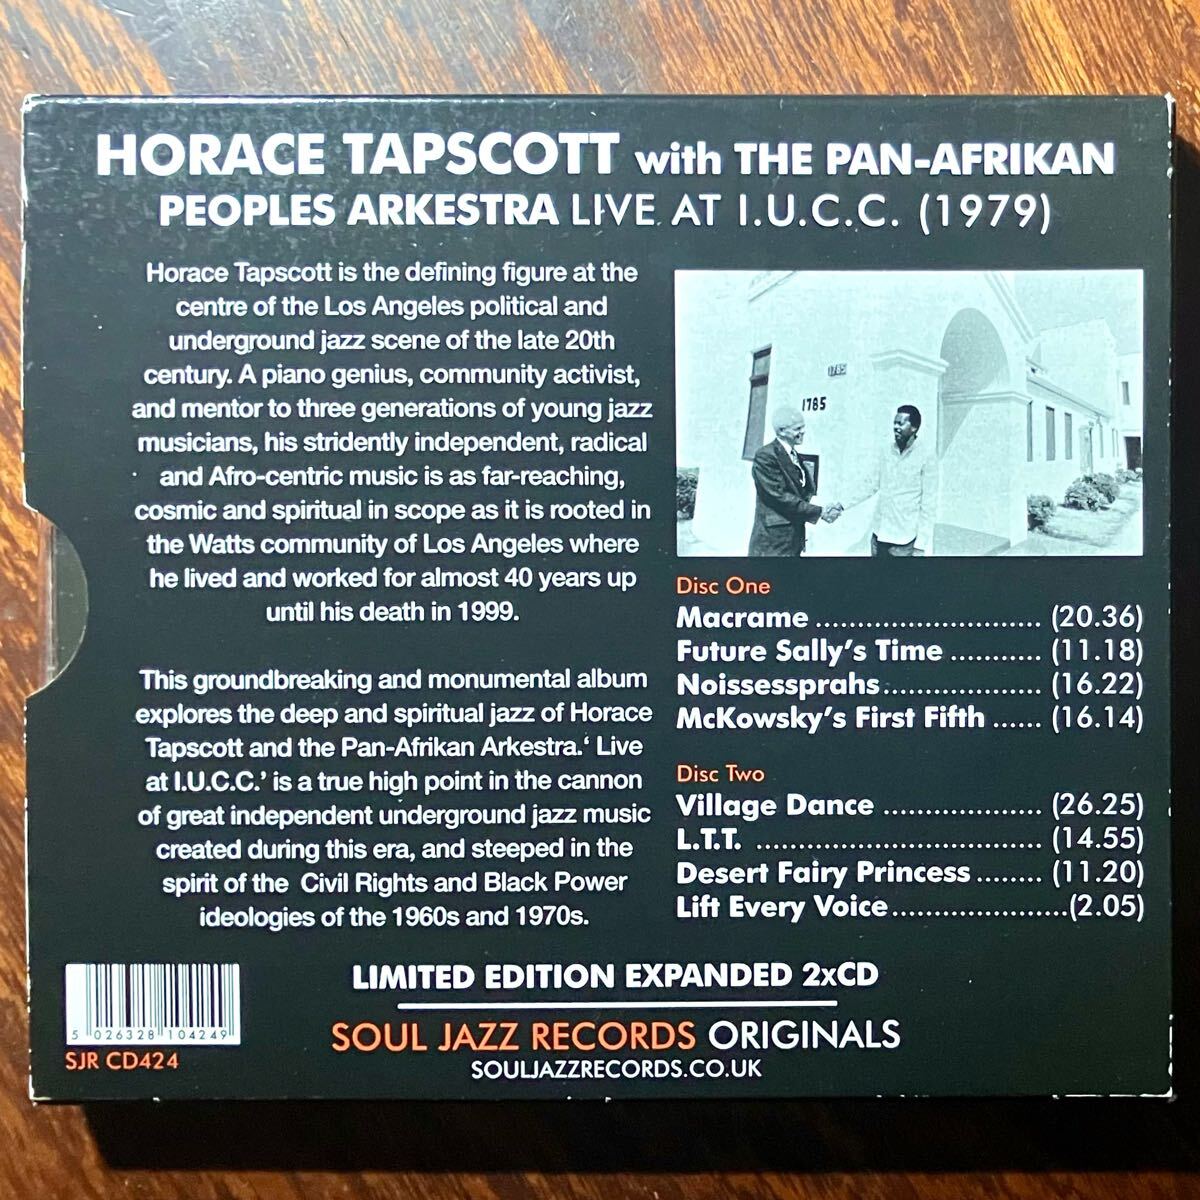 HORACE TAPSCOTT with THE PAN-AFRIKAN
PEOPLES ARKESTRA LIVE AT I.U.C.C. (1979)
Horace Tapscott is the defining figure at the
centre of the Los Angeles political and
underground jazz scene of the late 20th
century. A piano genius, community activist,
and mentor to three generations of young jazz
musicians, his stridently independent, radical
and Afro-centric music is as far-reaching,
cosmic and spiritual in scope as it is rooted in
the Watts community of Los Angeles where
he lived and worked for almost 40 years up
until his death in 1999.
This groundbreaking and monumental album
explores the deep and spiritual jazz of Horace
Tapscott and the Pan-Afrikan Arkestra.‘ Live
at I.U.C.C.’ is a true high point in the cannon
of great independent underground jazz music
created during this era, and steeped in the
spirit of the Civil Rights and Black Power
ideologies of the 1960s and 1970s.
1785
1785
Disc One
Macrame ........................... (20.36)
Future Sally's Time ........... (11.18)
Noissessprahs................... (16.22)
McKowsky's First Fifth ...... (16.14)
Disc Two
Village Dance ................... (26.25)
L.T.T. .................................. (14.55)
Desert Fairy Princess........ (11.20)
Lift Every Voice.....................(2.05)
LIMITED EDITION EXPANDED 2xCD
SOUL JAZZ RECORDS ORIGINALS
SOULJAZZRECORDS.CO.UK
5 026328 104249
SJR CD424